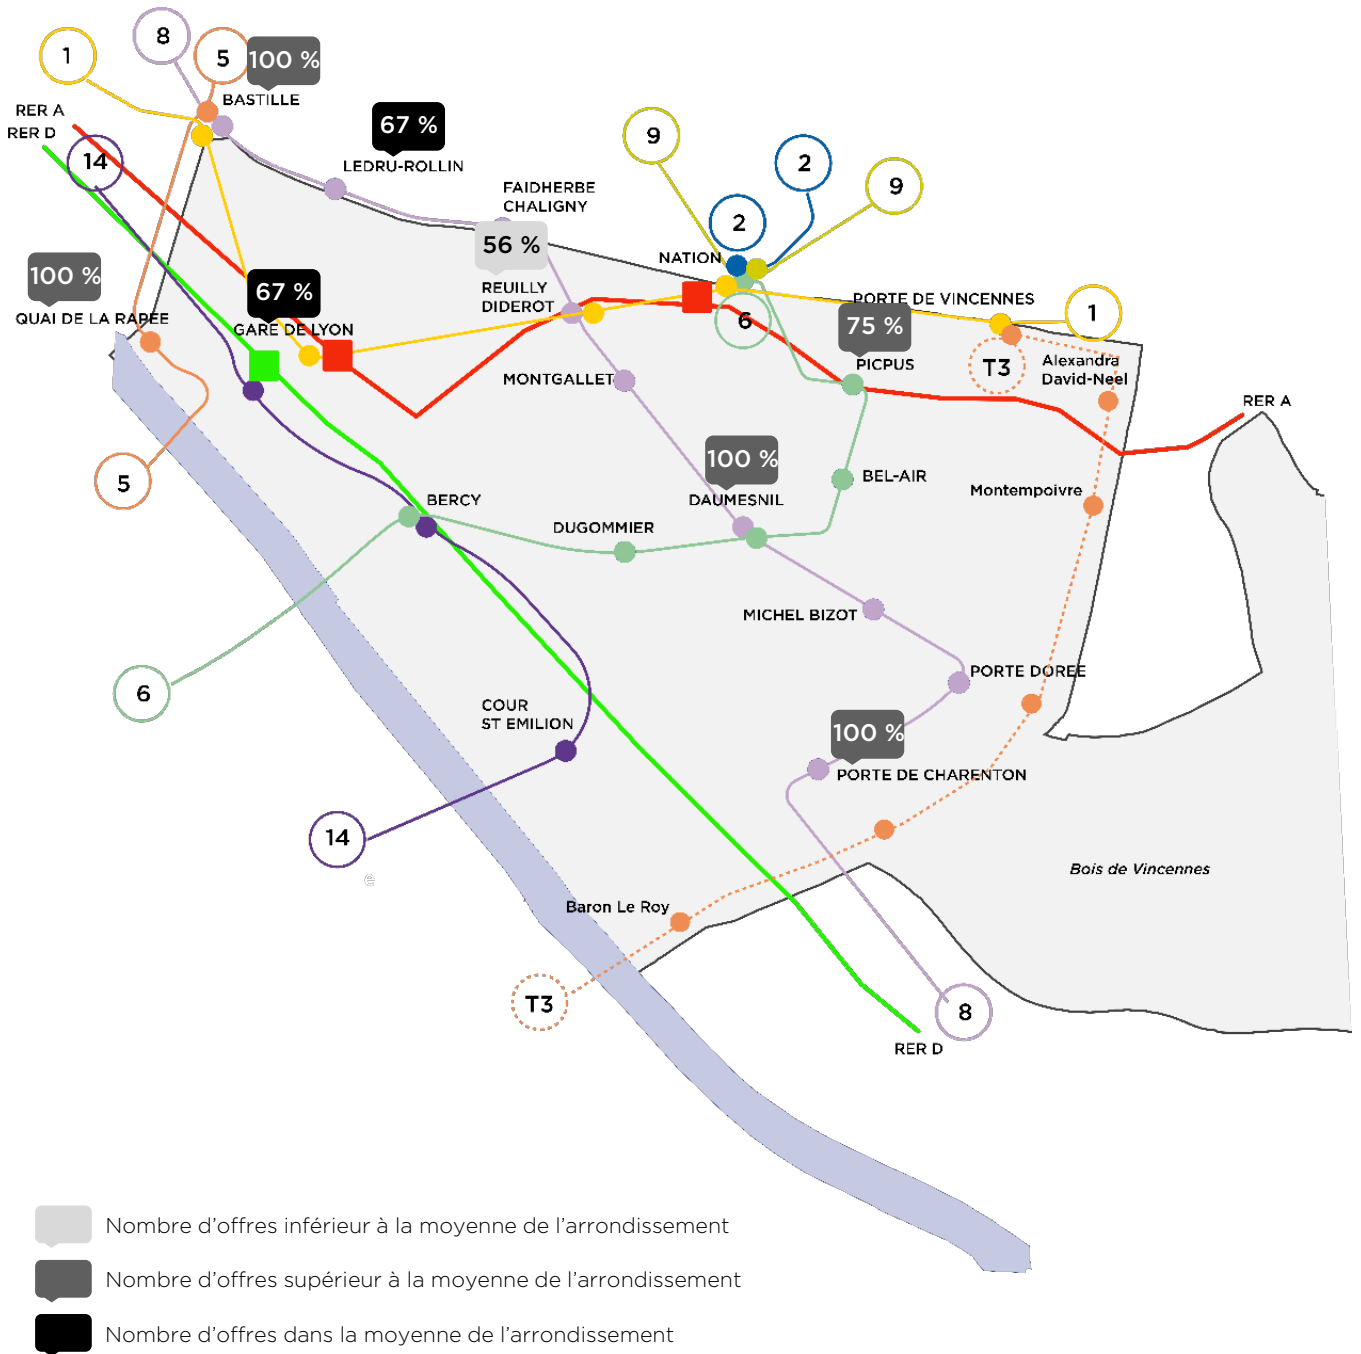 8
1
5
100 %
BASTILLE
RER A
RER D
14
67 %
LEDRU-ROLLIN
9
2
9
2
FAIDHERBE
CHALIGNY
56 %
NATION
100 %
QUAI DE LA RAPÉE
67 %
GARE DE LYON
REUILLY
DIDEROT
6
PORTE DE VINCENNES
1
75 %
PICPUS
T3
Alexandra
David-Neel
MONTGALLET
RER A
5
100 %
DAUMESNIL
BEL-AIR
Montempoivre
BERCY
DUGOMMIER
MICHEL BIZOT
6
PORTE DORÉE
COUR
ST EMILION
100 %
PORTE DE CHARENTON
14
Bois de Vincennes
Baron Le Roy
T3
8
RER D
Nombre d’offres inférieur à la moyenne de l’arrondissement
Nombre d’offres supérieur à la moyenne de l’arrondissement
Nombre d’offres dans la moyenne de l’arrondissement